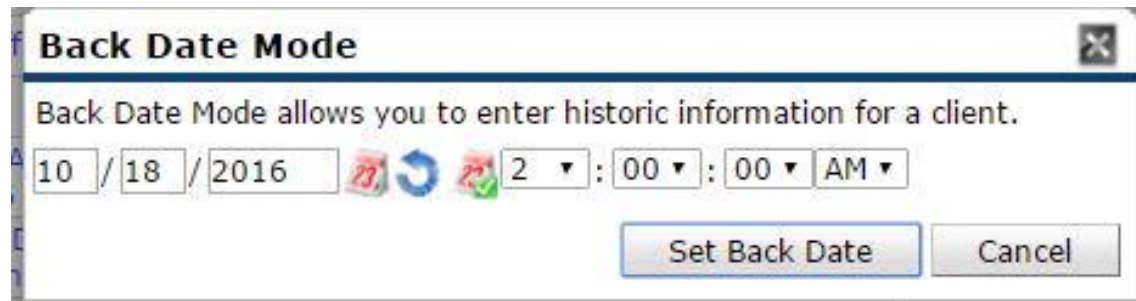 Back Date Mode
Back Date Mode allows you to enter historic information for a client.
10 / 18 / 2016 2 : 00 : 00 AM
Set Back Date Cancel